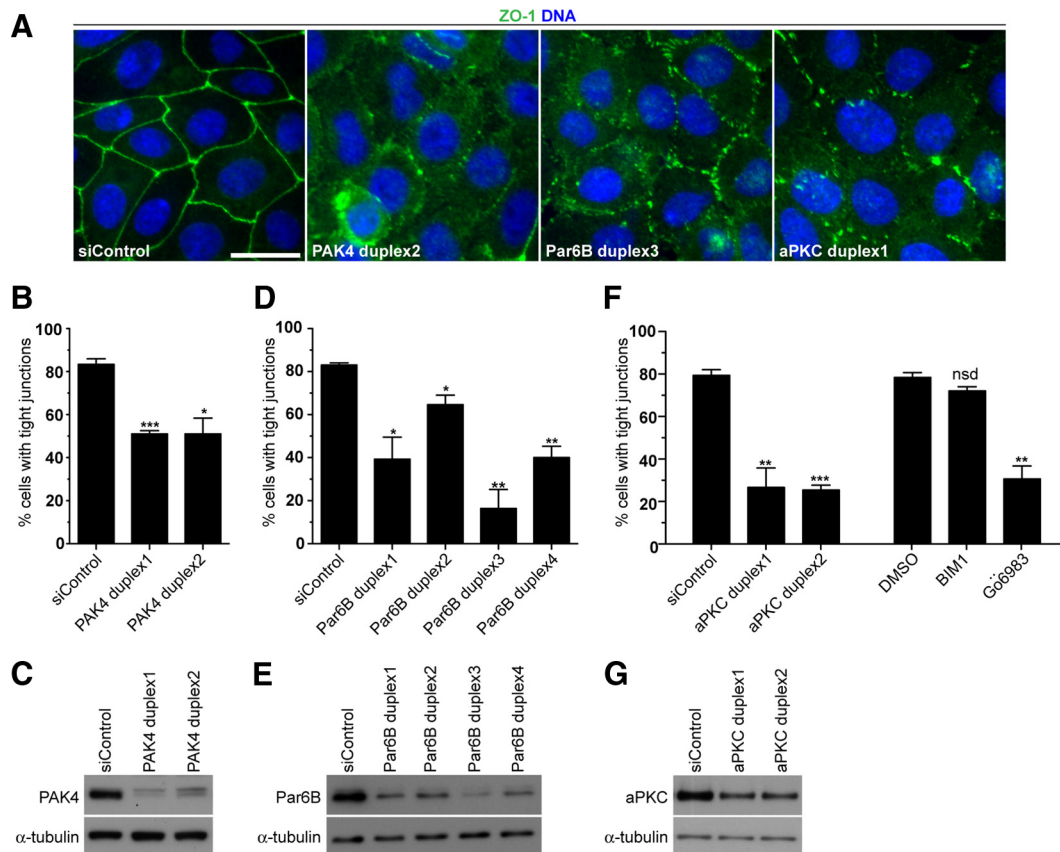 ZO-1 DNA
A
siControl
PAK4 duplex2
Par6B duplex3
aPKC duplex1
B
% cells with tight junctions
100
80
60
40
20
0
***
*
siControl
PAK4 duplex1
PAK4 duplex2
D
% cells with tight junctions
100
80
60
40
20
0
*
*
**
**
siControl
Par6B duplex1
Par6B duplex2
Par6B duplex3
Par6B duplex4
F
% cells with tight junctions
100
80
60
40
20
0
**
***
nsd
**
siControl
aPKC duplex1
aPKC duplex2
DMSO
BIM1
Gö6983
C
siControl
PAK4 duplex1
PAK4 duplex2
PAK4
α-tubulin
E
siControl
Par6B duplex1
Par6B duplex2
Par6B duplex3
Par6B duplex4
Par6B
α-tubulin
G
siControl
aPKC duplex1
aPKC duplex2
aPKC
α-tubulin